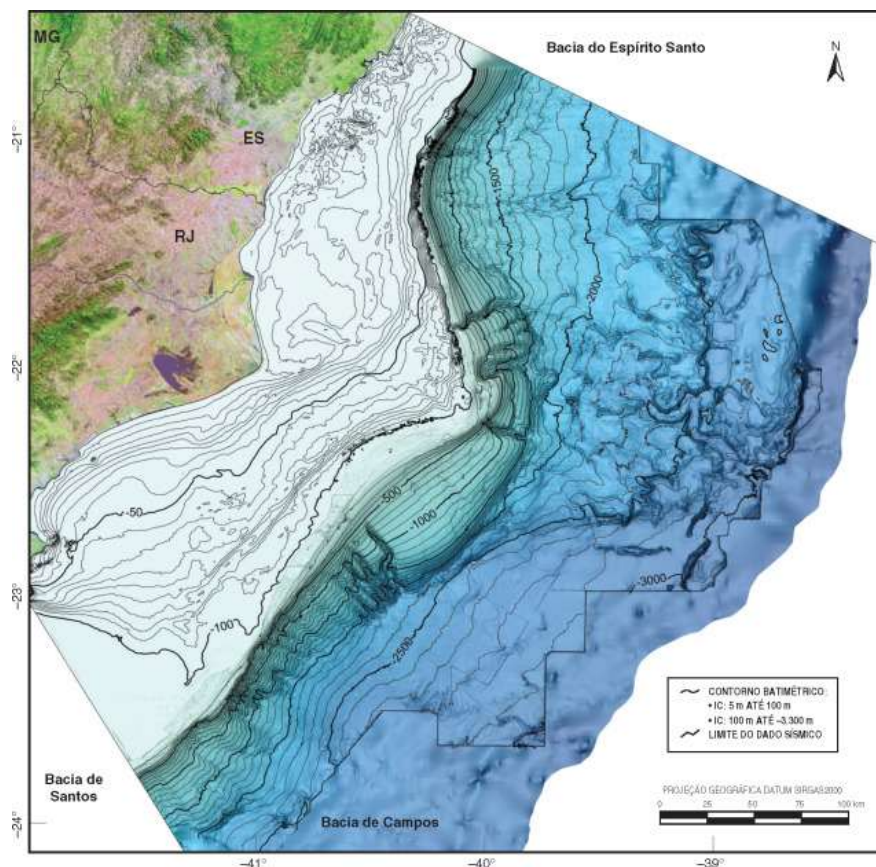 MG
Bacia do Espírito Santo
N
−21°
ES
-1500
RJ
-2000
−22°
-500
-50
-1000
−23°
-3000
-100
-2500
CONTORNO BATIMÉTRICO:
• IC: 5 m ATÉ 100 m
• IC: 100 m ATÉ –3.300 m
LIMITE DO DADO SÍSMICO
Bacia de
Santos
PROJEÇÃO GEOGRÁFICA DATUM SIRGAS2000
0 25 50 75 100 km
−24°
Bacia de Campos
−41° −40° −39°